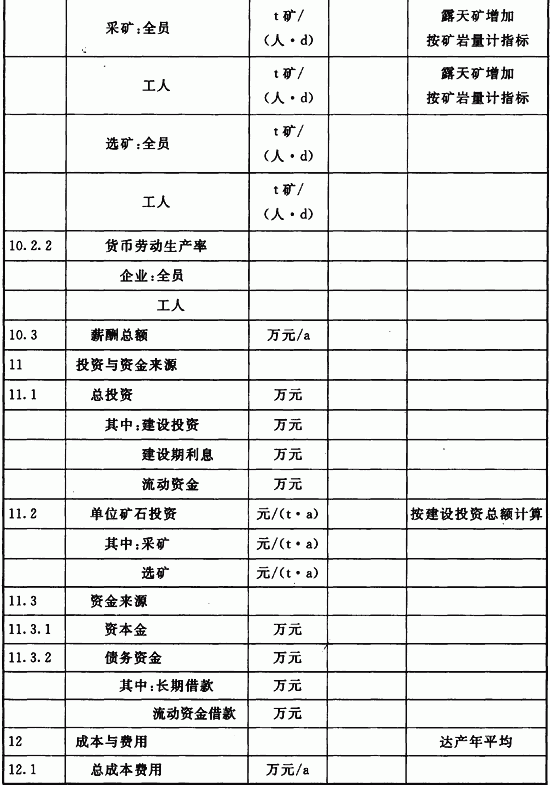 采矿:全员 t矿/(人·d) 露天矿增加按矿岩量计指标
工人 t矿/(人·d) 露天矿增加按矿岩量计指标
选矿:全员 t矿/(人·d)
工人 t矿/(人·d)
10.2.2 货币劳动生产率
企业:全员
工人
10.3 薪酬总额 万元/a
11 投资与资金来源
11.1 总投资 万元
其中:建设投资 万元
建设期利息 万元
流动资金 万元
11.2 单位矿石投资 元/(t·a) 按建设投资总额计算
其中:采矿 元/(t·a)
选矿 元/(t·a)
11.3 资金来源
11.3.1 资本金 万元
11.3.2 债务资金 万元
其中:长期借款 万元
流动资金借款 万元
12 成本与费用 达产年平均
12.1 总成本费用 万元/a